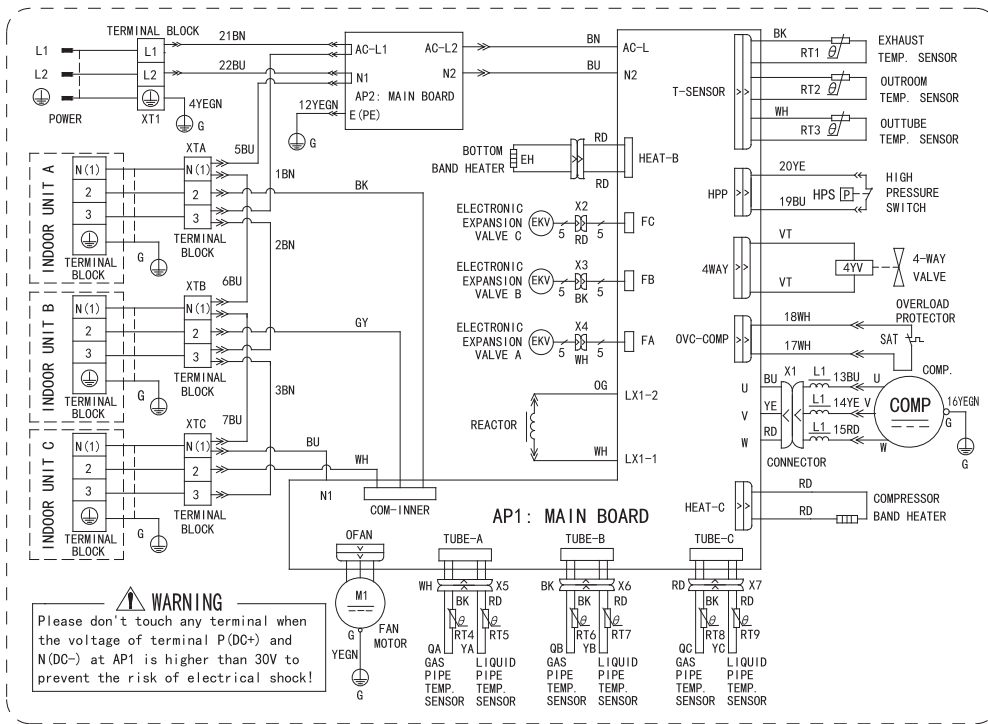 TERMINAL BLOCK
L1
L2
POWER
L1
L2
XT1
21BN
22BU
4YEGN
G
AC-L1
AC-L2
N1
N2
AP2: MAIN BOARD
E(PE)
12YEGN
G
BN
BU
AC-L
N2
T-SENSOR
BK
RT1
θ
EXHAUST
TEMP. SENSOR
RT2
θ
OUTROOM
TEMP. SENSOR
WH
RT3
θ
OUTTUBE
TEMP. SENSOR
BOTTOM
BAND HEATER
EH
RD
RD
HEAT-B
HPP
20YE
19BU
HPS
P
HIGH
PRESSURE
SWITCH
INDOOR UNIT A
N(1)
2
3
TERMINAL
BLOCK
G
XTA
N(1)
2
3
TERMINAL
BLOCK
5BU
1BN
BK
2BN
6BU
ELECTRONIC
EXPANSION
VALVE C
EKV
5
X2
RD
5
FC
ELECTRONIC
EXPANSION
VALVE B
EKV
5
X3
BK
5
FB
ELECTRONIC
EXPANSION
VALVE A
EKV
5
X4
WH
5
FA
4WAY
VT
VT
4YV
4-WAY
VALVE
OVERLOAD
PROTECTOR
OVC-COMP
18WH
17WH
SAT
INDOOR UNIT B
N(1)
2
3
TERMINAL
BLOCK
G
XTB
N(1)
2
3
TERMINAL
BLOCK
GY
3BN
7BU
REACTOR
OG
LX1-2
WH
LX1-1
U
V
W
BU
YE
RD
X1
CONNECTOR
L1
13BU
L1
14YE
L1
15RD
U
V
W
COMP.
COMP
16YEGN
G
G
INDOOR UNIT C
N(1)
2
3
TERMINAL
BLOCK
G
XTC
N(1)
2
3
TERMINAL
BLOCK
BU
WH
N1
COM-INNER
AP1: MAIN BOARD
HEAT-C
RD
RD
COMPRESSOR
BAND HEATER
OFAN
M1
FAN
MOTOR
G
YEGN
G
TUBE-A
WH
X5
BK
RD
θ
RT4
θ
RT5
QA
YA
GAS
PIPE
TEMP.
SENSOR
LIQUID
PIPE
TEMP.
SENSOR
TUBE-B
BK
X6
BK
RD
θ
RT6
θ
RT7
QB
YB
GAS
PIPE
TEMP.
SENSOR
LIQUID
PIPE
TEMP.
SENSOR
TUBE-C
RD
X7
BK
RD
θ
RT8
θ
RT9
QC
YC
GAS
PIPE
TEMP.
SENSOR
LIQUID
PIPE
TEMP.
SENSOR
WARNING
Please don't touch any terminal when
the voltage of terminal P(DC+) and
N(DC-) at AP1 is higher than 30V to
prevent the risk of electrical shock!